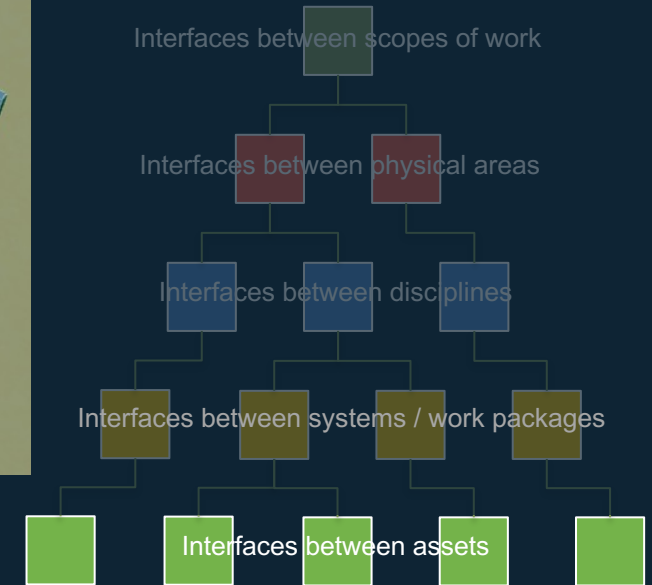 Interfaces between scopes of work
Interfaces between physical areas
Interfaces between disciplines
Interfaces between systems / work packages
Interfaces between assets